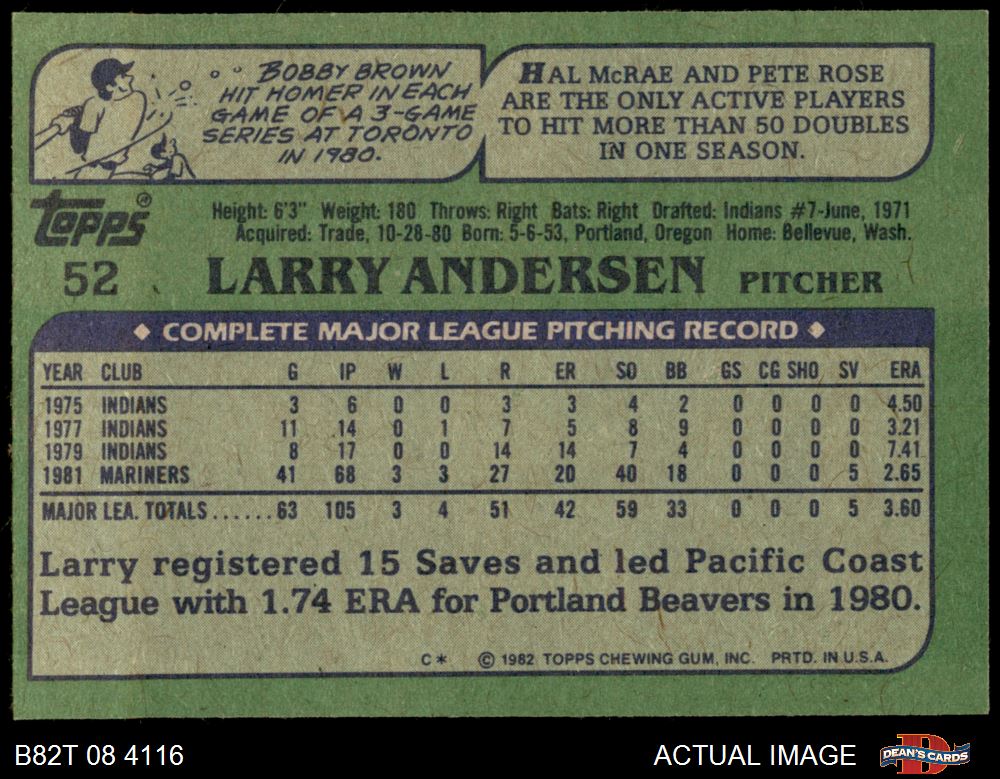 BOBBY BROWN
HIT HOMER IN EACH
GAME OF A 3-GAME
SERIES AT TORONTO
IN 1980.
HAL McRAE AND PETE ROSE
ARE THE ONLY ACTIVE PLAYERS
TO HIT MORE THAN 50 DOUBLES
IN ONE SEASON.
TOPPS®
Height: 6'3" Weight: 180 Throws: Right Bats: Right Drafted: Indians #7-June, 1971
Acquired: Trade, 10-28-80 Born: 5-6-53, Portland, Oregon Home: Bellevue, Wash.
52 LARRY ANDERSEN PITCHER
◆ COMPLETE MAJOR LEAGUE PITCHING RECORD ◆
YEAR CLUB G IP W L R ER SO BB GS CG SHO SV ERA
1975 INDIANS 3 6 0 0 3 3 4 2 0 0 0 0 4.50
1977 INDIANS 11 14 0 1 7 5 8 9 0 0 0 0 3.21
1979 INDIANS 8 17 0 0 14 14 7 4 0 0 0 0 7.41
1981 MARINERS 41 68 3 3 27 20 40 18 0 0 0 5 2.65
MAJOR LEA. TOTALS......63 105 3 4 51 42 59 33 0 0 0 5 3.60
Larry registered 15 Saves and led Pacific Coast
League with 1.74 ERA for Portland Beavers in 1980.
C* © 1982 TOPPS CHEWING GUM, INC. PRTD. IN U.S.A.
B82T 08 4116 ACTUAL IMAGE DEAN'S CARDS